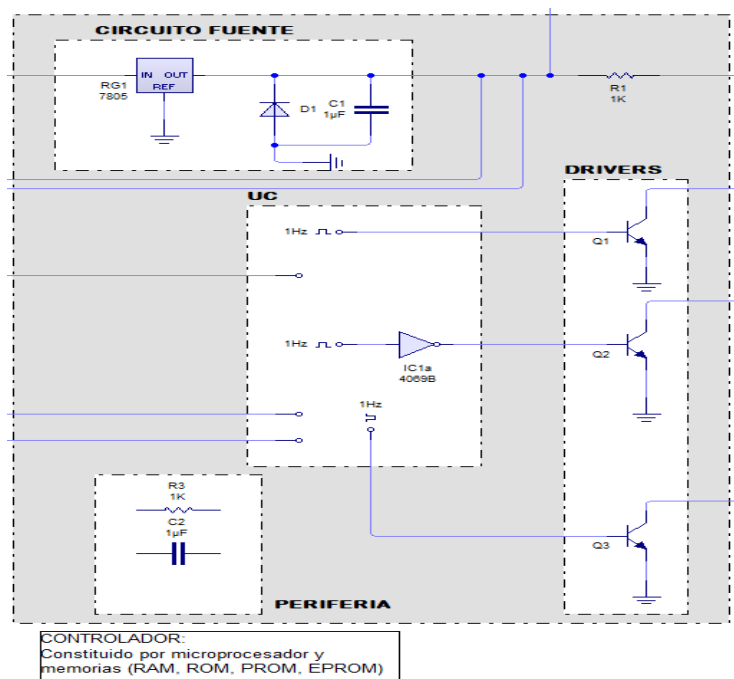 CIRCUITO FUENTE
IN OUT
REF
RG1
7805
D1
C1
1µF
R1
1K
DRIVERS
UC
1Hz
Q1
1Hz
IC1a
4069B
Q2
1Hz
R3
1K
C2
1µF
Q3
PERIFERIA
CONTROLADOR:
Constituido por microprocesador y
memorias (RAM, ROM, PROM, EPROM)